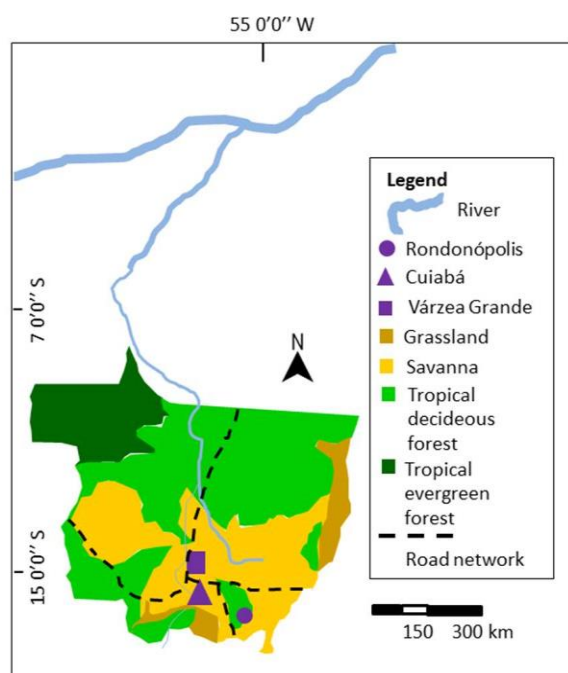 55 0'0'' W
7 0'0'' S
15 0'0'' S
N
Legend
River
Rondonópolis
Cuiabá
Várzea Grande
Grassland
Savanna
Tropical
decideous
forest
Tropical
evergreen
forest
Road network
150 300 km